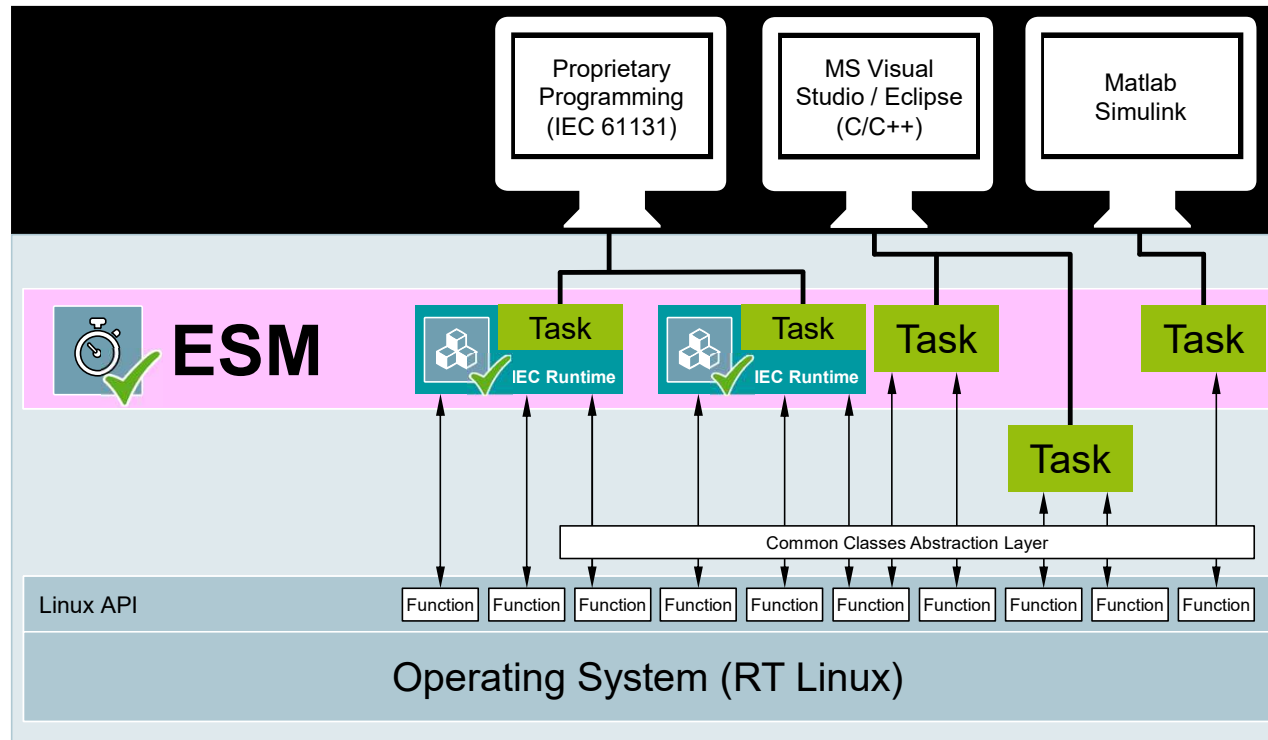 Proprietary
Programming
(IEC 61131)
MS Visual
Studio / Eclipse
(C/C++)
Matlab
Simulink
ESM
Task
IEC Runtime
Task
IEC Runtime
Task
Task
Task
Common Classes Abstraction Layer
Linux API
Function
Function
Function
Function
Function
Function
Function
Function
Function
Function
Operating System (RT Linux)